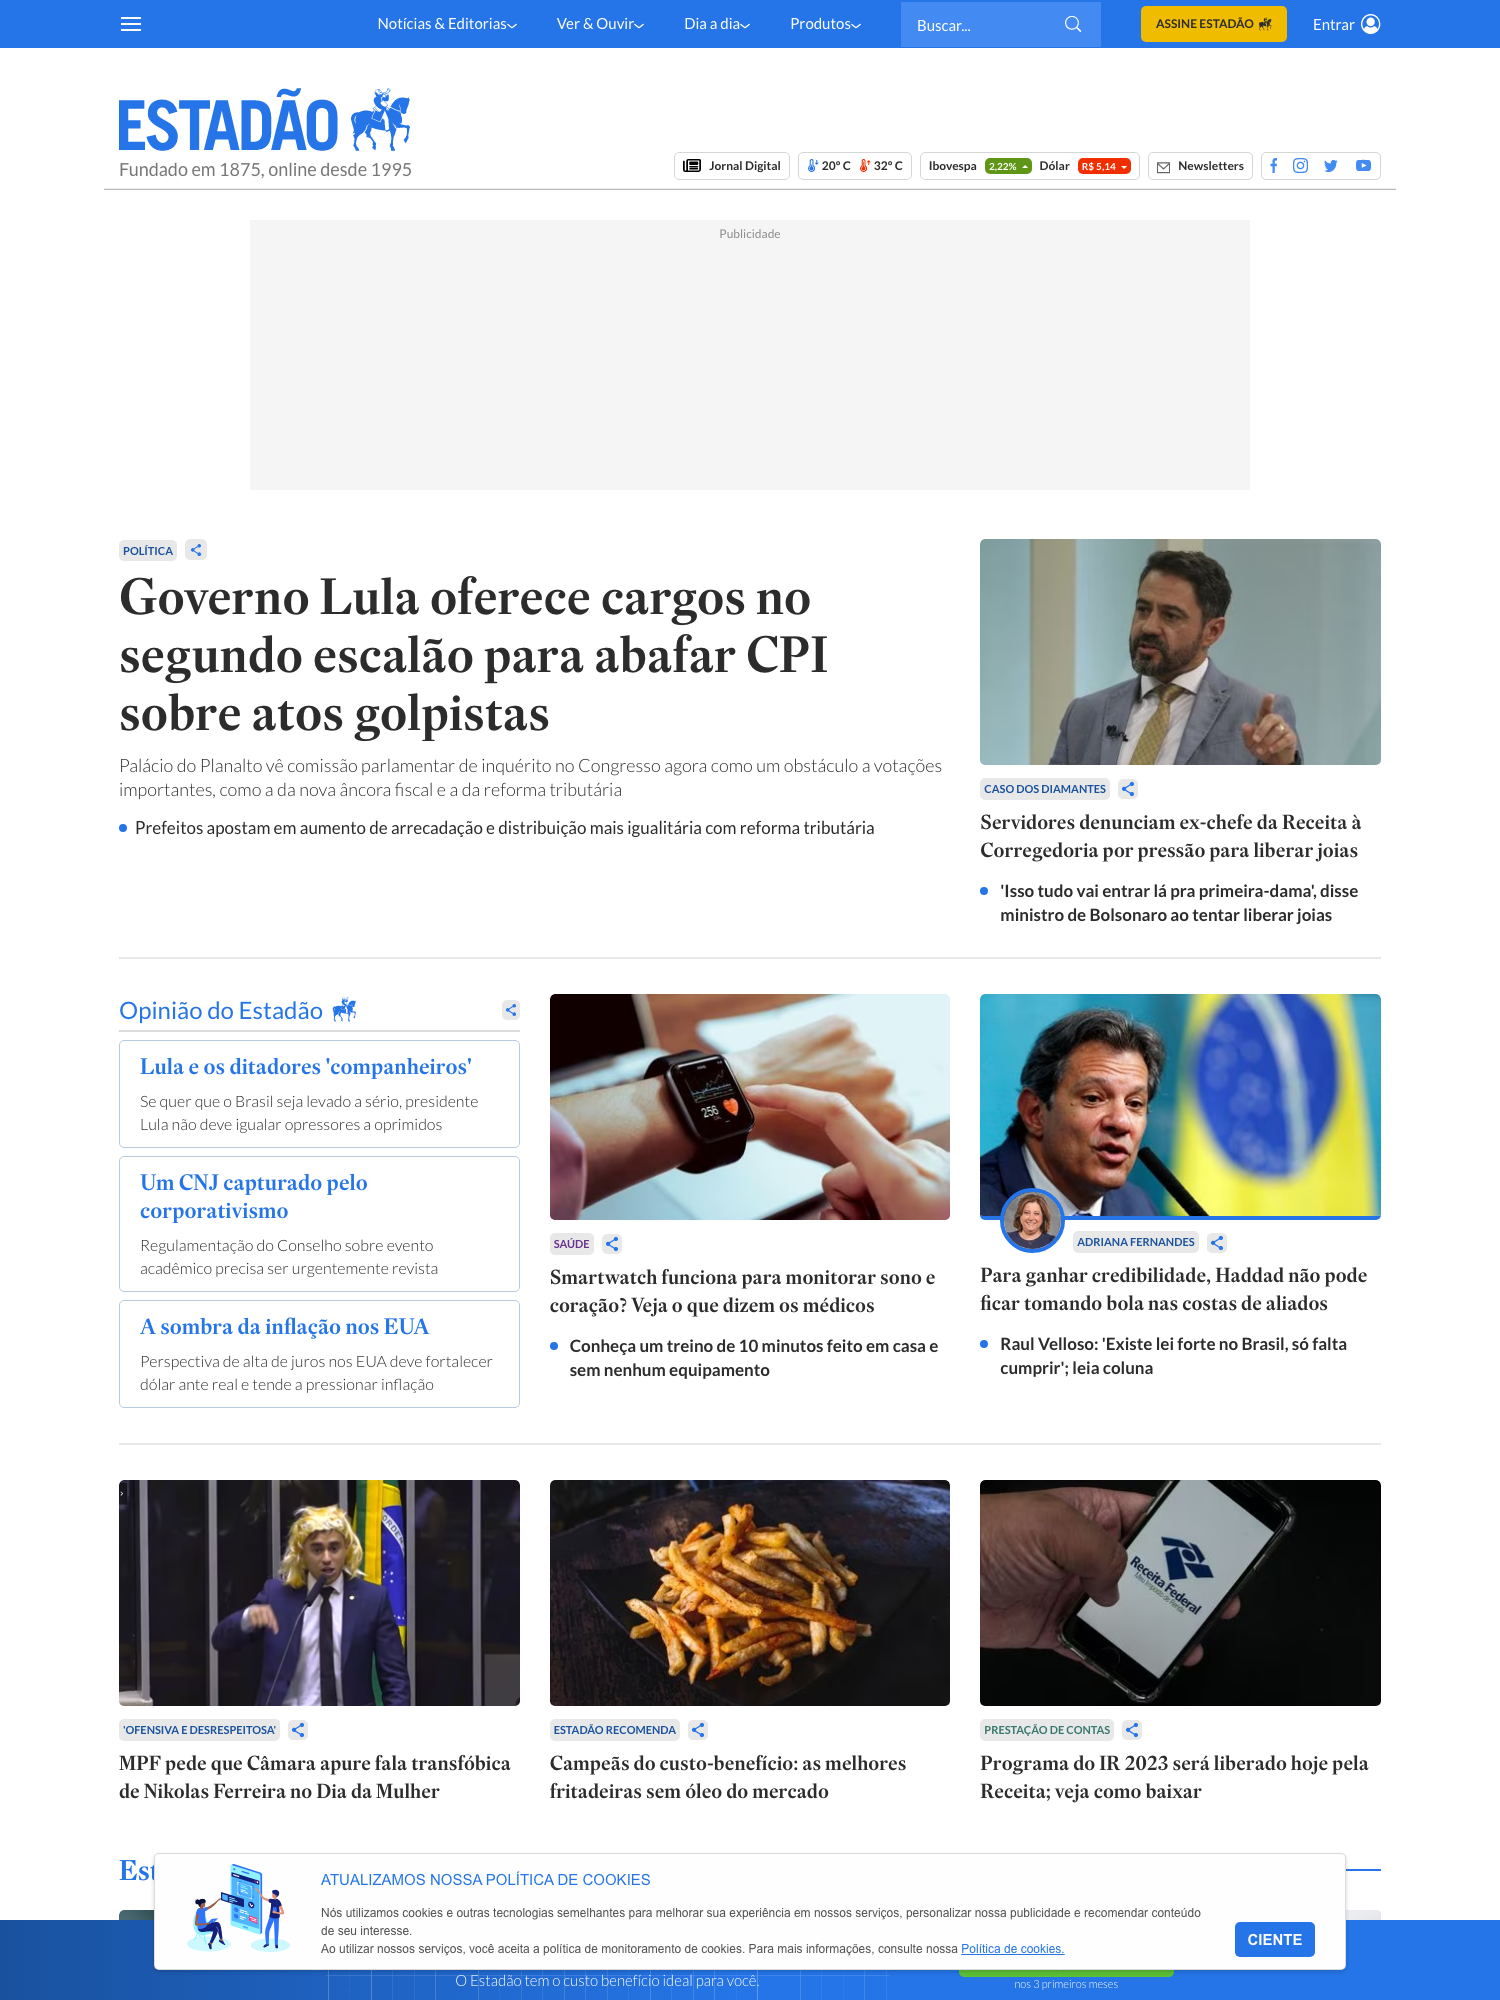 Notícias & Editorias
Ver & Ouvir
Dia a dia
Produtos
Buscar...
ASSINE ESTADÃO
Entrar
ESTADÃO
Fundado em 1875, online desde 1995
Jornal Digital
20º C 32º C
Ibovespa 2,22% Dólar R$ 5,14
Newsletters
Publicidade
POLÍTICA
Governo Lula oferece cargos no
segundo escalão para abafar CPI
sobre atos golpistas
Palácio do Planalto vê comissão parlamentar de inquérito no Congresso agora como um obstáculo a votações
importantes, como a da nova âncora fiscal e a da reforma tributária
Prefeitos apostam em aumento de arrecadação e distribuição mais igualitária com reforma tributária
CASO DOS DIAMANTES
Servidores denunciam ex-chefe da Receita à
Corregedoria por pressão para liberar joias
'Isso tudo vai entrar lá pra primeira-dama', disse
ministro de Bolsonaro ao tentar liberar joias
Opinião do Estadão
Lula e os ditadores 'companheiros'
Se quer que o Brasil seja levado a sério, presidente
Lula não deve igualar opressores a oprimidos
Um CNJ capturado pelo
corporativismo
Regulamentação do Conselho sobre evento
acadêmico precisa ser urgentemente revista
A sombra da inflação nos EUA
Perspectiva de alta de juros nos EUA deve fortalecer
dólar ante real e tende a pressionar inflação
256
CAL
SAÚDE
Smartwatch funciona para monitorar sono e
coração? Veja o que dizem os médicos
Conheça um treino de 10 minutos feito em casa e
sem nenhum equipamento
ADRIANA FERNANDES
Para ganhar credibilidade, Haddad não pode
ficar tomando bola nas costas de aliados
Raul Velloso: 'Existe lei forte no Brasil, só falta
cumprir'; leia coluna
'OFENSIVA E DESRESPEITOSA'
MPF pede que Câmara apure fala transfóbica
de Nikolas Ferreira no Dia da Mulher
ESTADÃO RECOMENDA
Campeãs do custo-benefício: as melhores
fritadeiras sem óleo do mercado
Receita Federal
Meu Imposto de Renda
PRESTAÇÃO DE CONTAS
Programa do IR 2023 será liberado hoje pela
Receita; veja como baixar
Est
ATUALIZAMOS NOSSA POLÍTICA DE COOKIES
Nós utilizamos cookies e outras tecnologias semelhantes para melhorar sua experiência em nossos serviços, personalizar nossa publicidade e recomendar conteúdo
de seu interesse.
Ao utilizar nossos serviços, você aceita a política de monitoramento de cookies. Para mais informações, consulte nossa Política de cookies.
CIENTE
O Estadão tem o custo benefício ideal para você.
nos 3 primeiros meses